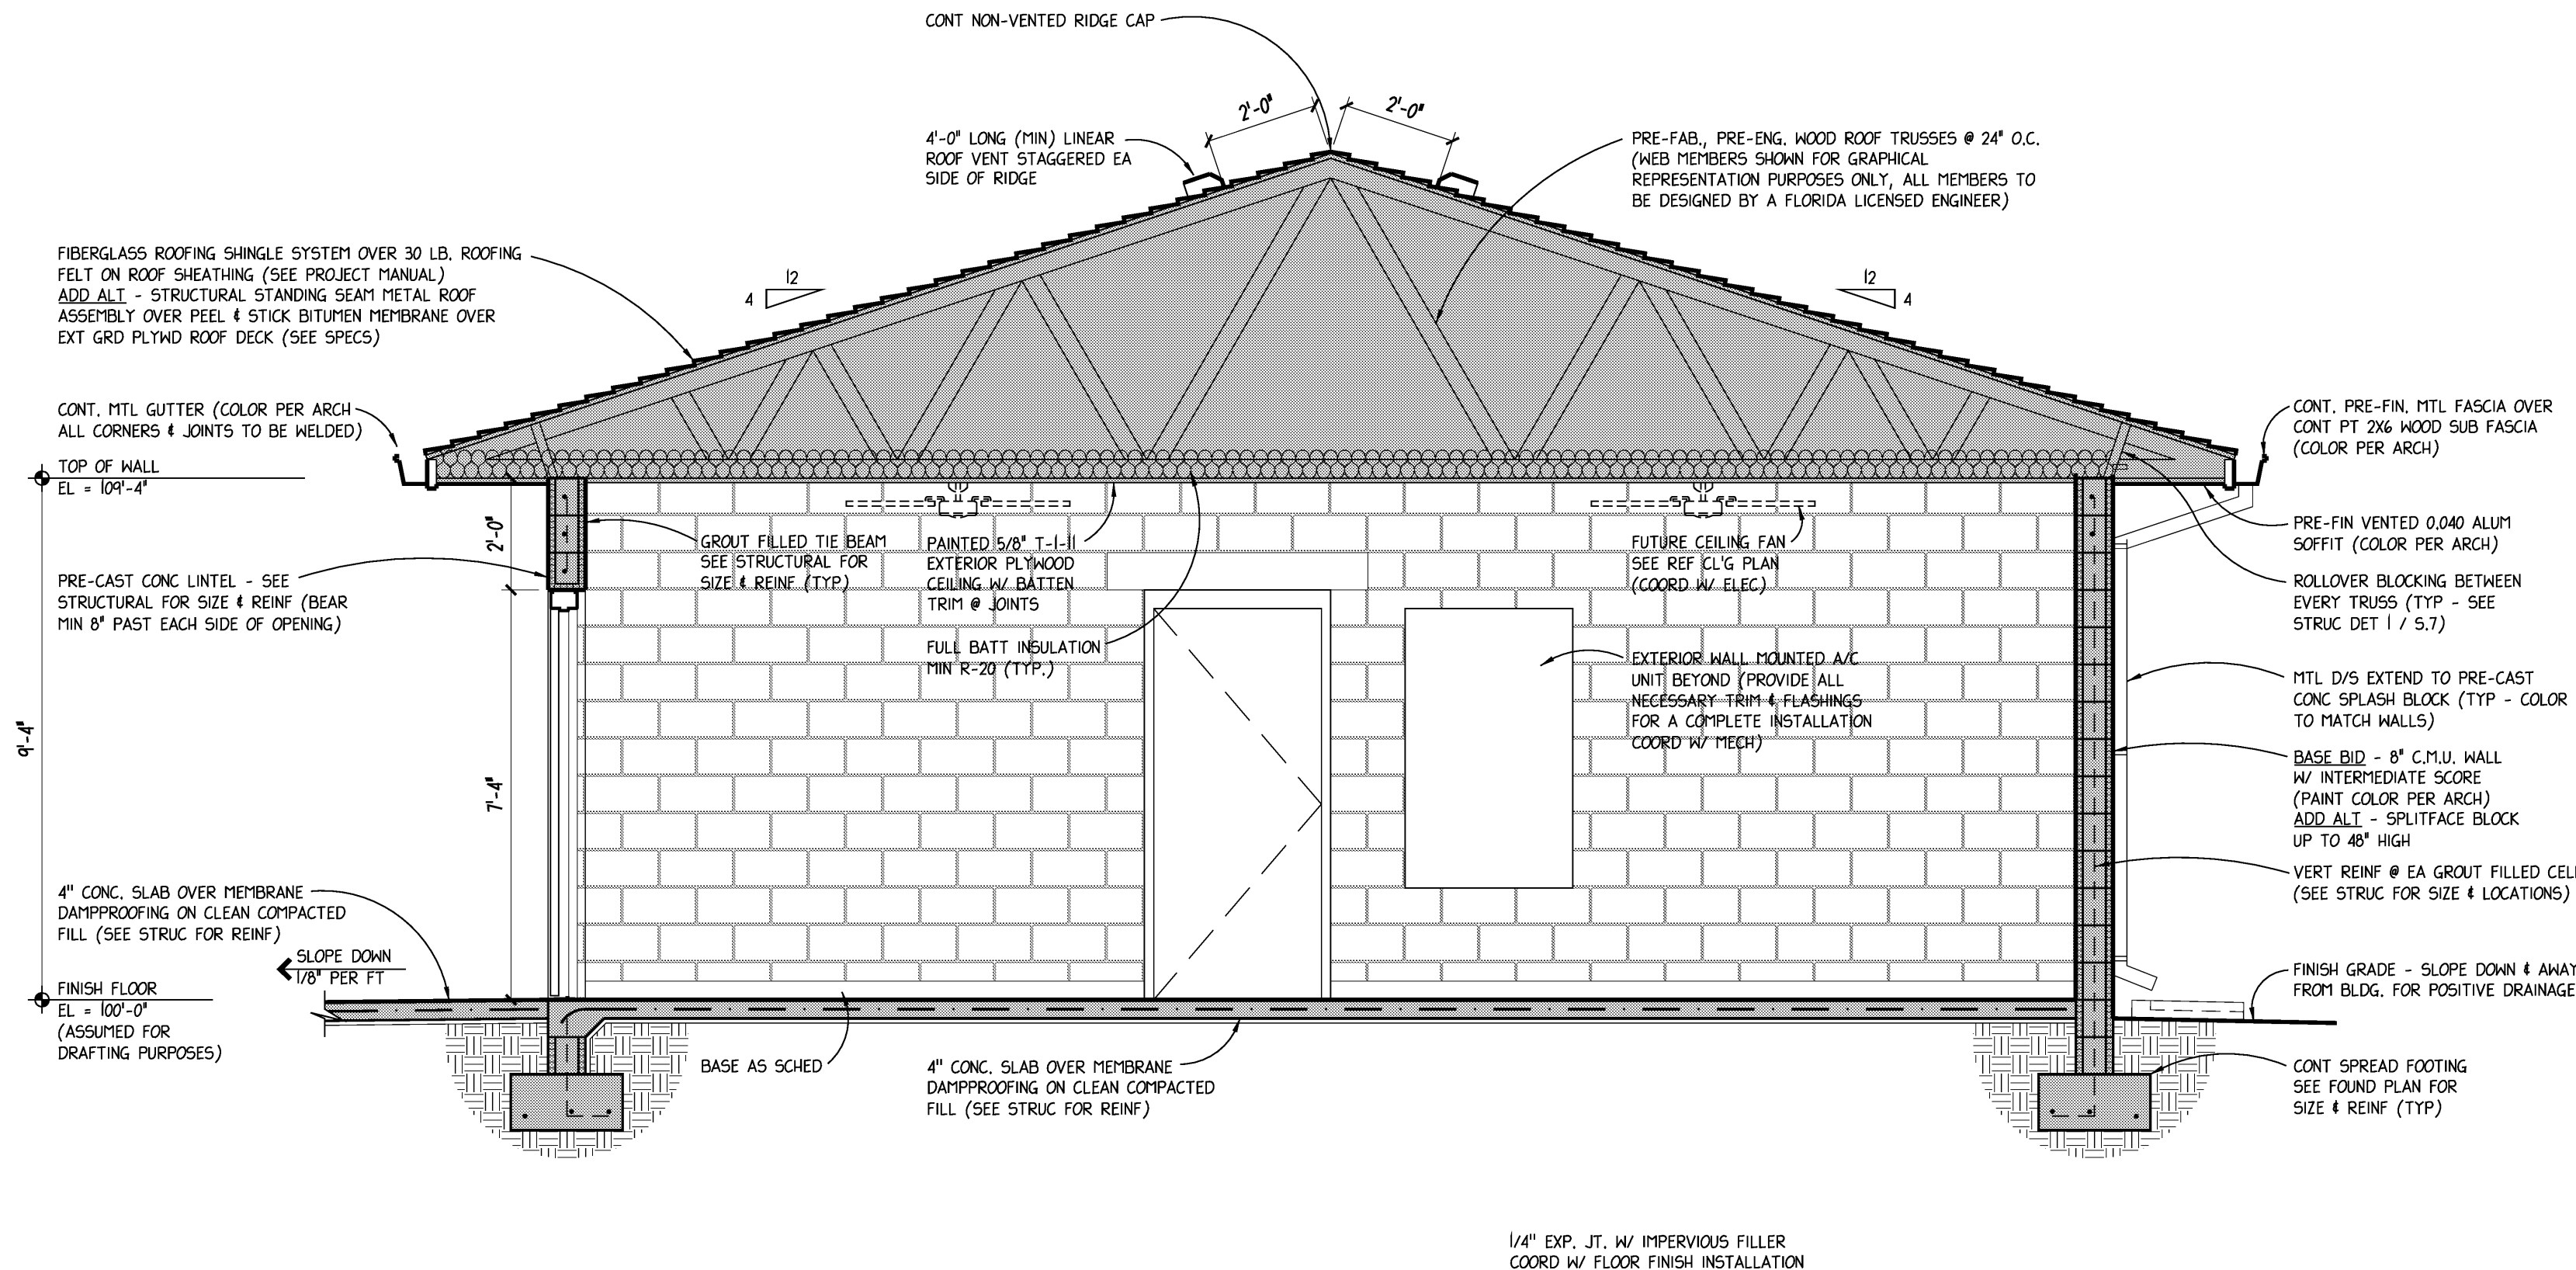 CONT NON-VENTED RIDGE CAP
2'-0"
2'-0"
4'-0" LONG (MIN) LINEAR
ROOF VENT STAGGERED EA
SIDE OF RIDGE
PRE-FAB., PRE-ENG. WOOD ROOF TRUSSES @ 24" O.C.
(WEB MEMBERS SHOWN FOR GRAPHICAL
REPRESENTATION PURPOSES ONLY, ALL MEMBERS TO
BE DESIGNED BY A FLORIDA LICENSED ENGINEER)
FIBERGLASS ROOFING SHINGLE SYSTEM OVER 30 LB. ROOFING
FELT ON ROOF SHEATHING (SEE PROJECT MANUAL)
ADD ALT - STRUCTURAL STANDING SEAM METAL ROOF
ASSEMBLY OVER PEEL & STICK BITUMEN MEMBRANE OVER
EXT GRD PLYWD ROOF DECK (SEE SPECS)
12
4
12
4
CONT. MTL GUTTER (COLOR PER ARCH
ALL CORNERS & JOINTS TO BE WELDED)
CONT. PRE-FIN. MTL FASCIA OVER
CONT PT 2X6 WOOD SUB FASCIA
(COLOR PER ARCH)
TOP OF WALL
EL = 109'-4"
2'-0"
GROUT FILLED TIE BEAM
SEE STRUCTURAL FOR
SIZE & REINF (TYP)
PAINTED 5/8" T-1-11
EXTERIOR PLYWOOD
CEILING W/ BATTEN
TRIM @ JOINTS
FUTURE CEILING FAN
SEE REF CL'G PLAN
(COORD W/ ELEC)
PRE-FIN VENTED 0.040 ALUM
SOFFIT (COLOR PER ARCH)
PRE-CAST CONC LINTEL - SEE
STRUCTURAL FOR SIZE & REINF (BEAR
MIN 8" PAST EACH SIDE OF OPENING)
ROLLOVER BLOCKING BETWEEN
EVERY TRUSS (TYP - SEE
STRUC DET 1 / S.7)
FULL BATT INSULATION
MIN R-20 (TYP.)
EXTERIOR WALL MOUNTED A/C
UNIT BEYOND (PROVIDE ALL
NECESSARY TRIM & FLASHINGS
FOR A COMPLETE INSTALLATION
COORD W/ MECH)
MTL D/S EXTEND TO PRE-CAST
CONC SPLASH BLOCK (TYP - COLOR
TO MATCH WALLS)
9'-4"
7'-4"
BASE BID - 8" C.M.U. WALL
W/ INTERMEDIATE SCORE
(PAINT COLOR PER ARCH)
ADD ALT - SPLITFACE BLOCK
UP TO 48" HIGH
VERT REINF @ EA GROUT FILLED CEL
(SEE STRUC FOR SIZE & LOCATIONS)
4" CONC. SLAB OVER MEMBRANE
DAMPPROOFING ON CLEAN COMPACTED
FILL (SEE STRUC FOR REINF)
SLOPE DOWN
1/8" PER FT
FINISH FLOOR
EL = 100'-0"
(ASSUMED FOR
DRAFTING PURPOSES)
FINISH GRADE - SLOPE DOWN & AWAY
FROM BLDG. FOR POSITIVE DRAINAGE
BASE AS SCHED
4" CONC. SLAB OVER MEMBRANE
DAMPPROOFING ON CLEAN COMPACTED
FILL (SEE STRUC FOR REINF)
CONT SPREAD FOOTING
SEE FOUND PLAN FOR
SIZE & REINF (TYP)
1/4" EXP. JT. W/ IMPERVIOUS FILLER
COORD W/ FLOOR FINISH INSTALLATION